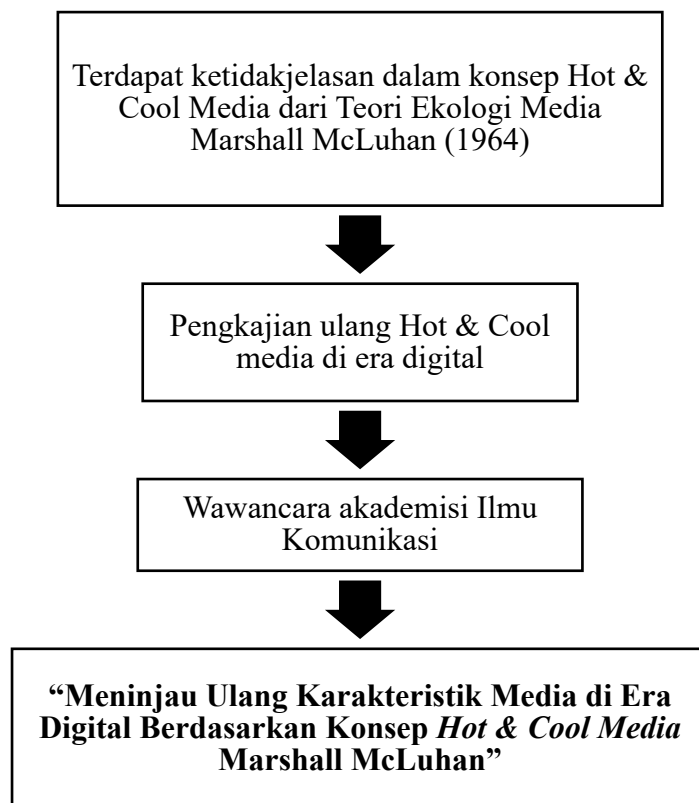 Terdapat ketidakjelasan dalam konsep Hot &
Cool Media dari Teori Ekologi Media
Marshall McLuhan (1964)
Pengkajian ulang Hot & Cool
media di era digital
Wawancara akademisi Ilmu
Komunikasi
“Meninjau Ulang Karakteristik Media di Era
Digital Berdasarkan Konsep Hot & Cool Media
Marshall McLuhan”